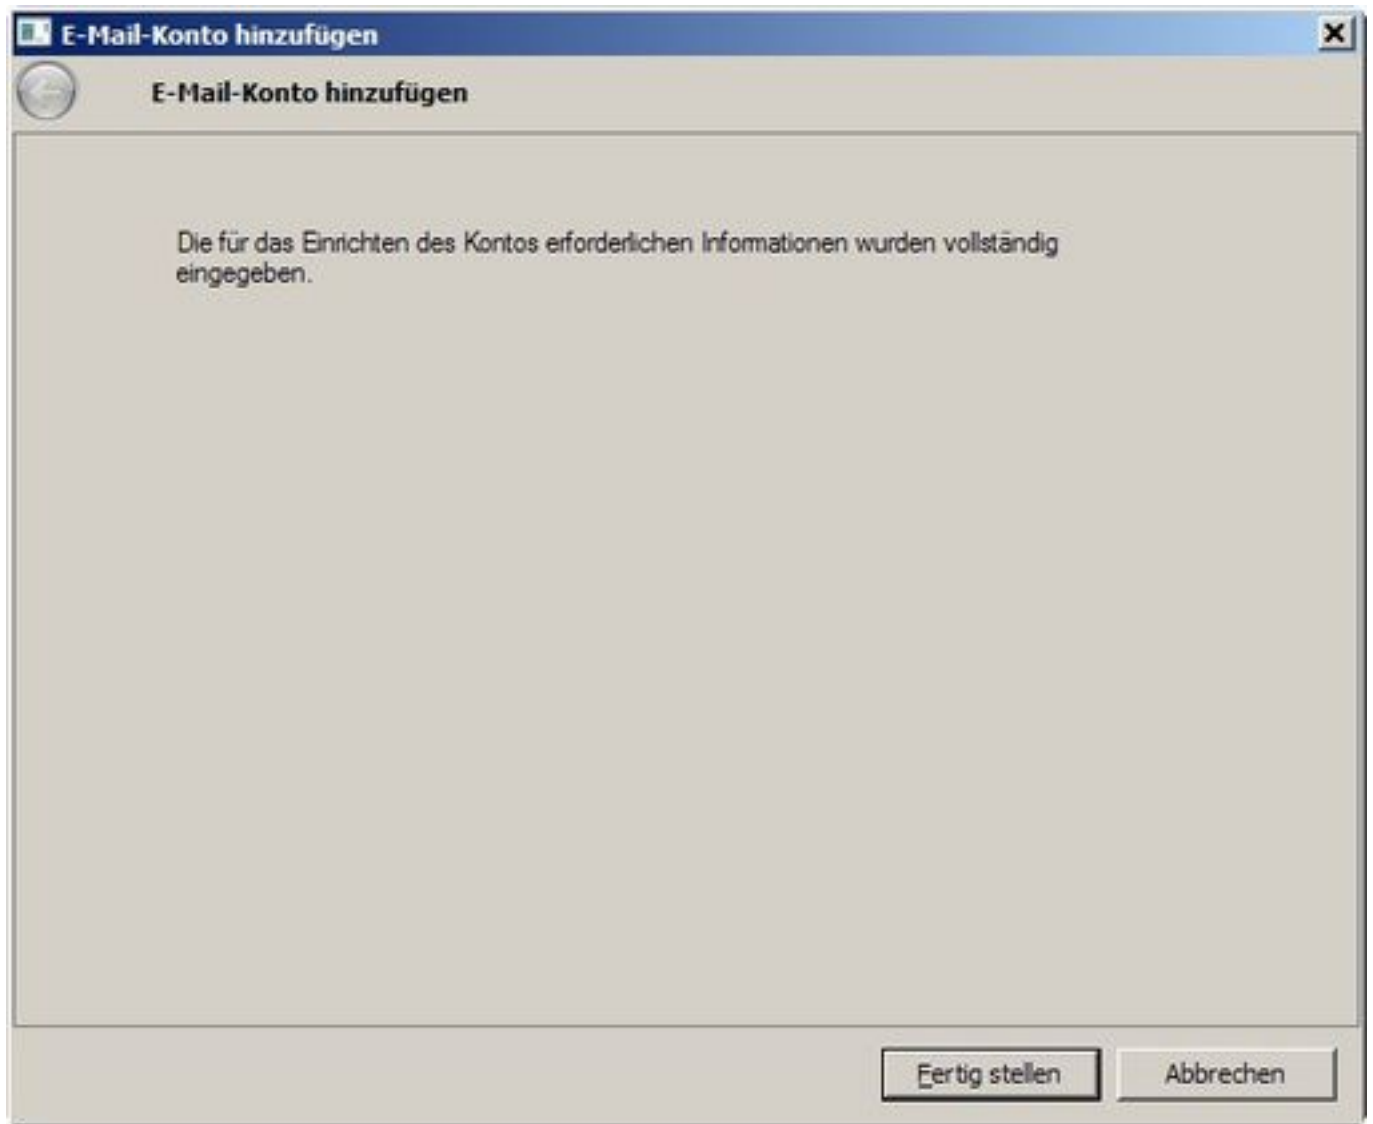 E-Mail-Konto hinzufügen
E-Mail-Konto hinzufügen
Die für das Einrichten des Kontos erforderlichen Informationen wurden vollständig
eingegeben.
Fertig stellen
Abbrechen